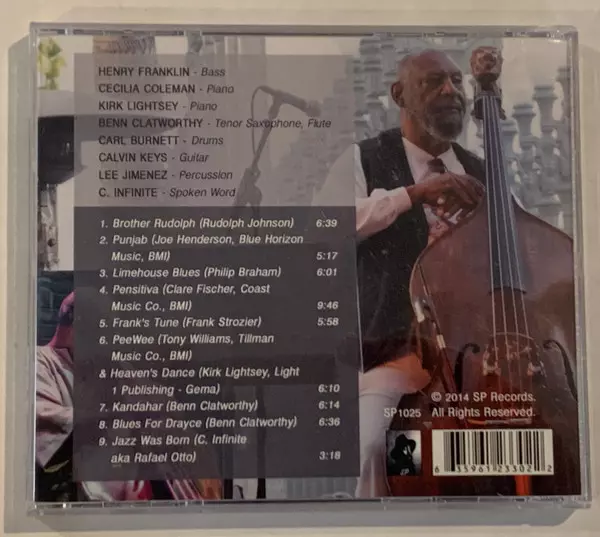 HENRY FRANKLIN - Bass
CECILIA COLEMAN - Piano
KIRK LIGHTSEY - Piano
BENN CLATWORTHY - Tenor Saxophone, Flute
CARL BURNETT - Drums
CALVIN KEYS - Guitar
LEE JIMENEZ - Percussion
C. INFINITE - Spoken Word
1. Brother Rudolph (Rudolph Johnson) 6:39
2. Punjab (Joe Henderson, Blue Horizon
Music, BMI) 5:17
3. Limehouse Blues (Philip Braham) 6:01
4. Pensitiva (Clare Fischer, Coast
Music Co., BMI) 9:46
5. Frank's Tune (Frank Strozier) 5:58
6. PeeWee (Tony Williams, Tillman
Music Co., BMI)
& Heaven's Dance (Kirk Lightsey, Light
1 Publishing - Gema) 6:10
7. Kandahar (Benn Clatworthy) 6:14
8. Blues For Drayce (Benn Clatworthy) 6:36
9. Jazz Was Born (C. Infinite
aka Rafael Otto) 3:18
© 2014 SP Records.
SP1025 All Rights Reserved.
6 35961 23302 2